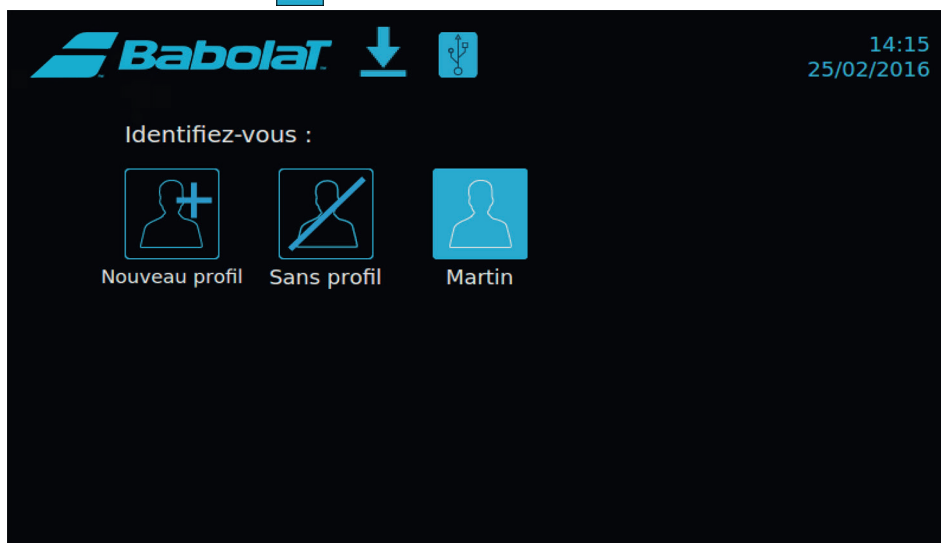 BabolaT
14:15
25/02/2016
Identifiez-vous :
Nouveau profil
Sans profil
Martin